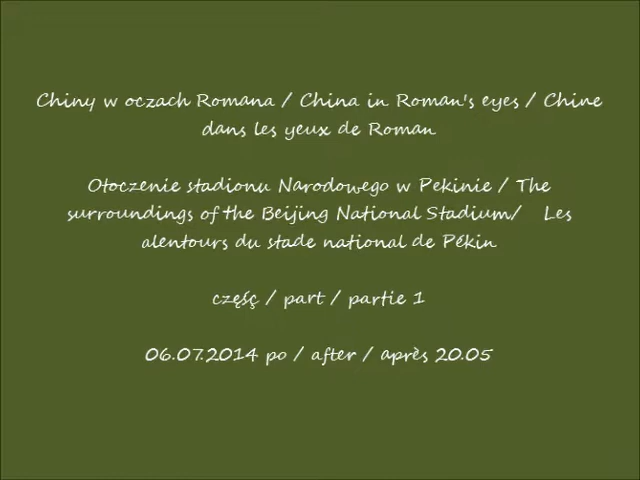 Chiny w oczach Romana / China in Roman's eyes / Chine
dans les yeux de Roman
Otoczenie stadionu Narodowego w Pekinie / The
surroundings of the Beijing National Stadium/ Les
alentours du stade national de Pékin
częśç / part / partie 1
06.07.2014 po / after / après 20.05